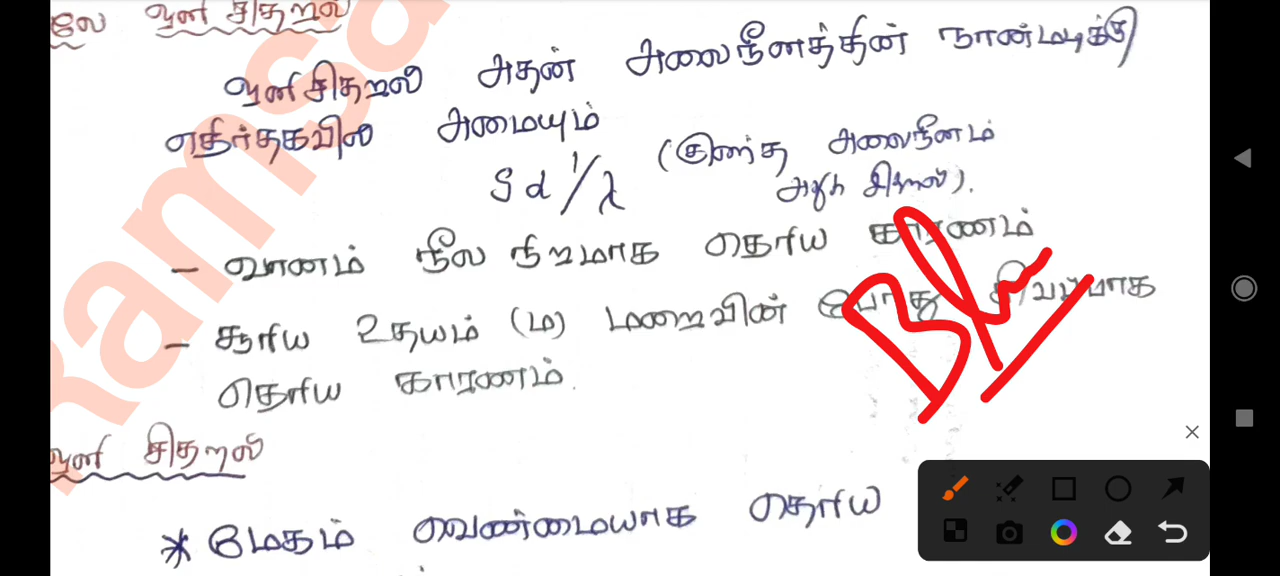 லே ஒளி சிதறல்
ஒளிசிதறல் அதன் அலைநீளத்தின் நான்மடிக்கு
எதிர்தகவில் அமையும்
S d 1/λ (குறைந்த அலைநீளம்
அதிக சிதறல்).
- வானம் நீல நிறமாக தெரிய காரணம்
- சூரிய உதயம் (ம) மறைவின் போது சிவப்பாக
தெரிய காரணம்.
ஒளி சிதறல்
* மேகம் வெண்மையாக தெரிய
Ramsa